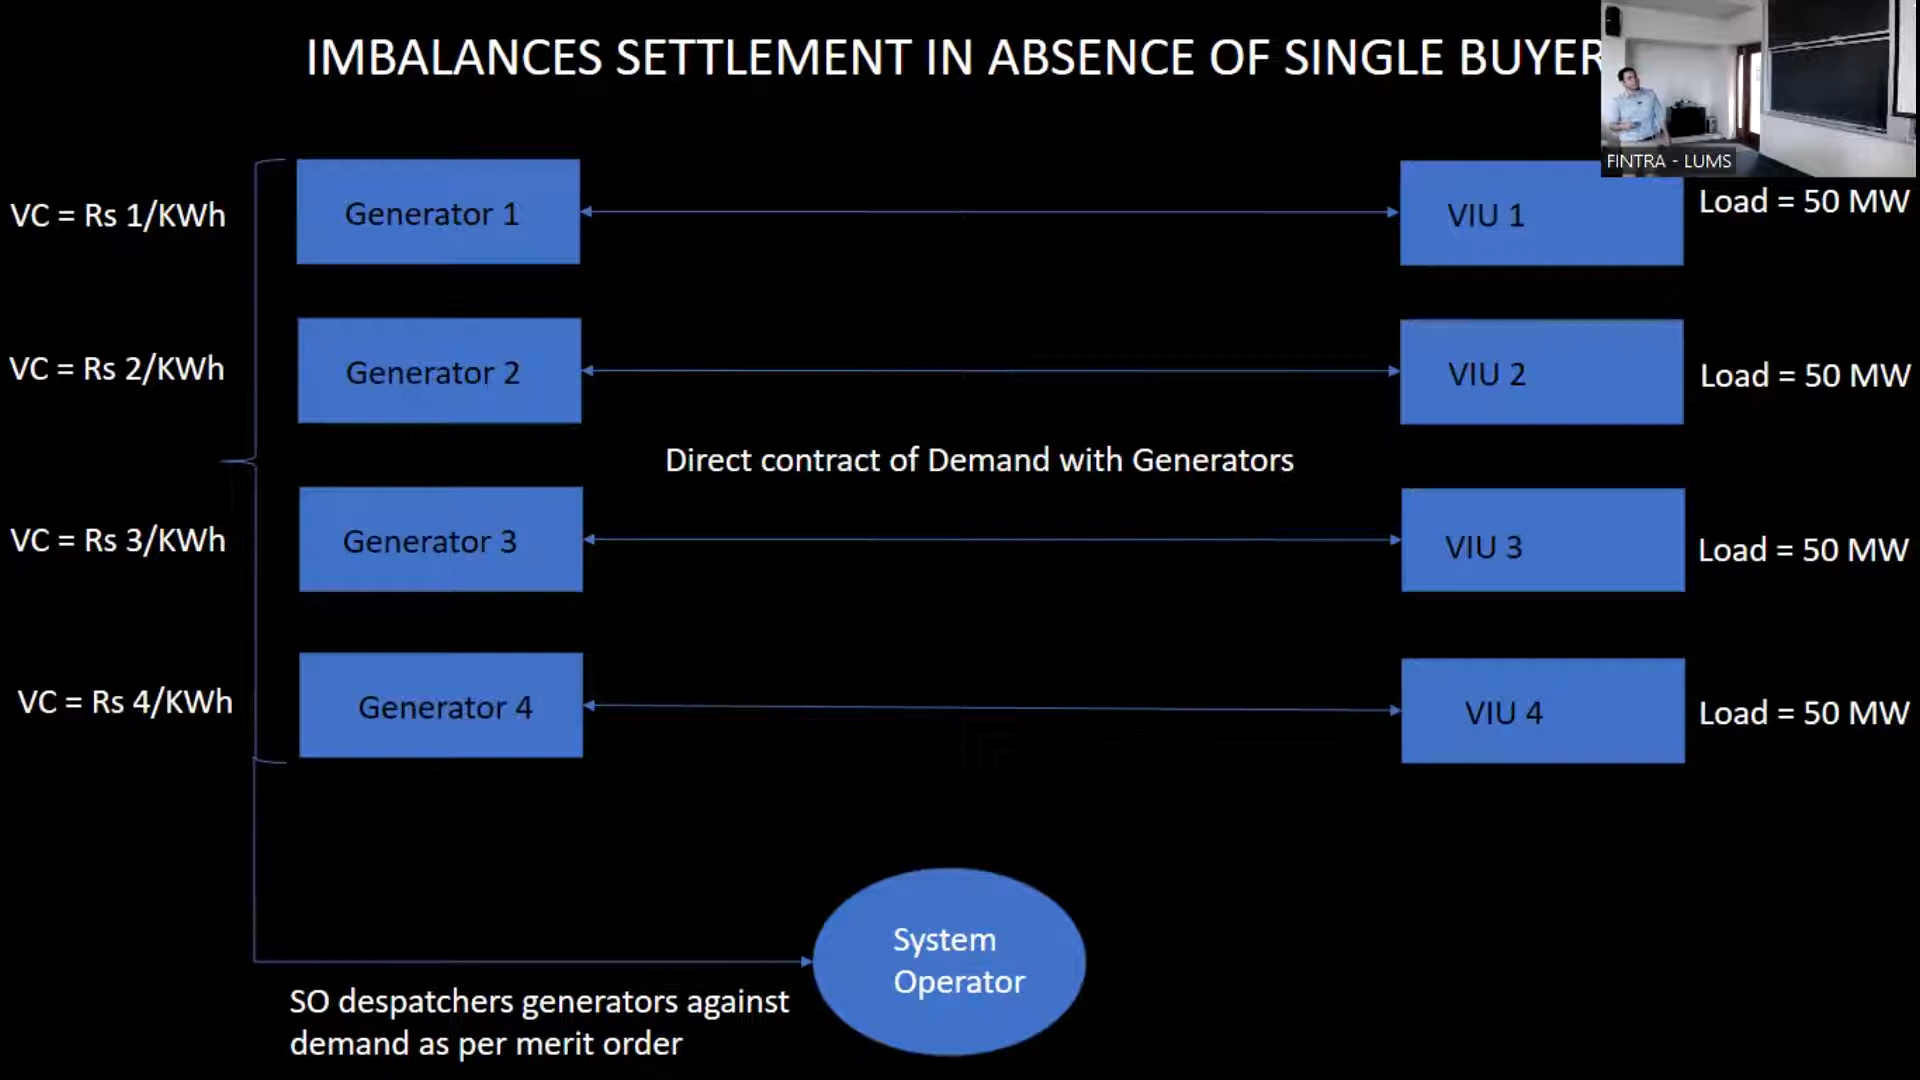 IMBALANCES SETTLEMENT IN ABSENCE OF SINGLE BUYER
FINTRA - LUMS
VC = Rs 1/KWh
Generator 1
VIU 1
Load = 50 MW
VC = Rs 2/KWh
Generator 2
VIU 2
Load = 50 MW
Direct contract of Demand with Generators
VC = Rs 3/KWh
Generator 3
VIU 3
Load = 50 MW
VC = Rs 4/KWh
Generator 4
VIU 4
Load = 50 MW
System
Operator
SO despatchers generators against
demand as per merit order